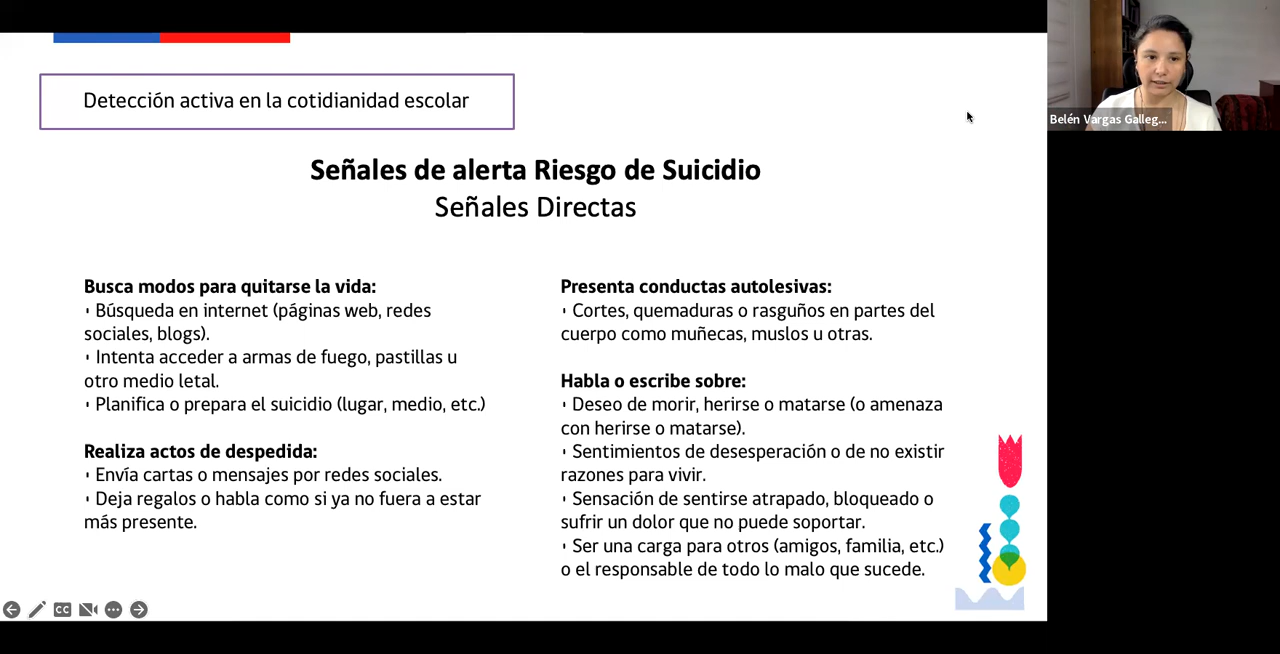 Detección activa en la cotidianidad escolar
Señales de alerta Riesgo de Suicidio
Señales Directas
Busca modos para quitarse la vida:
• Búsqueda en internet (páginas web, redes
sociales, blogs).
• Intenta acceder a armas de fuego, pastillas u
otro medio letal.
• Planifica o prepara el suicidio (lugar, medio, etc.)
Realiza actos de despedida:
• Envía cartas o mensajes por redes sociales.
• Deja regalos o habla como si ya no fuera a estar
más presente.
Presenta conductas autolesivas:
• Cortes, quemaduras o rasguños en partes del
cuerpo como muñecas, muslos u otras.
Habla o escribe sobre:
• Deseo de morir, herirse o matarse (o amenaza
con herirse o matarse).
• Sentimientos de desesperación o de no existir
razones para vivir.
• Sensación de sentirse atrapado, bloqueado o
sufrir un dolor que no puede soportar.
• Ser una carga para otros (amigos, familia, etc.)
o el responsable de todo lo malo que sucede.
Belén Vargas Galleg...
CC